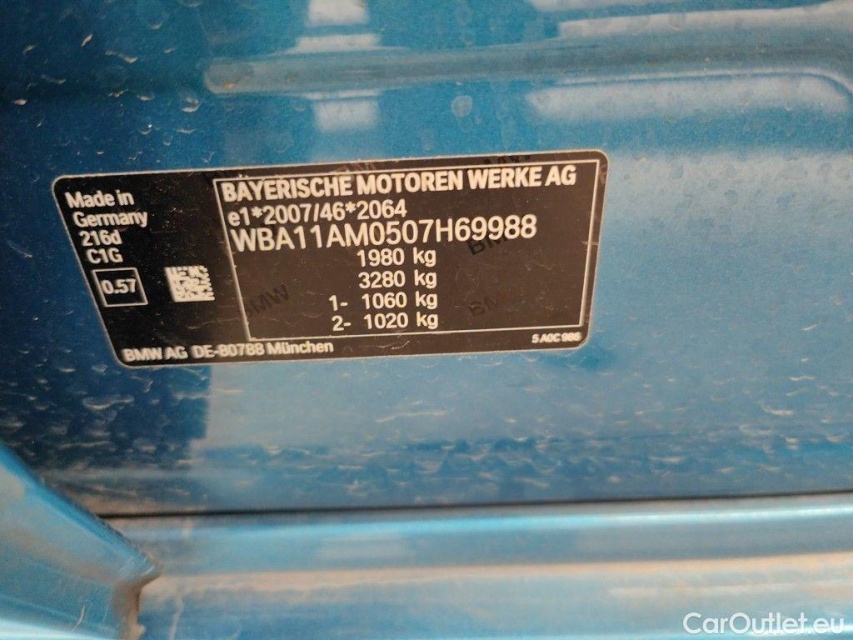 Made in
Germany
216d
C1G
0.57
BAYERISCHE MOTOREN WERKE AG
e1*2007/46*2064
WBA11AM0507H69988
1980 kg
3280 kg
1- 1060 kg
2- 1020 kg
BMW AG DE-80788 München
5 A0C 988
CarOutlet.eu